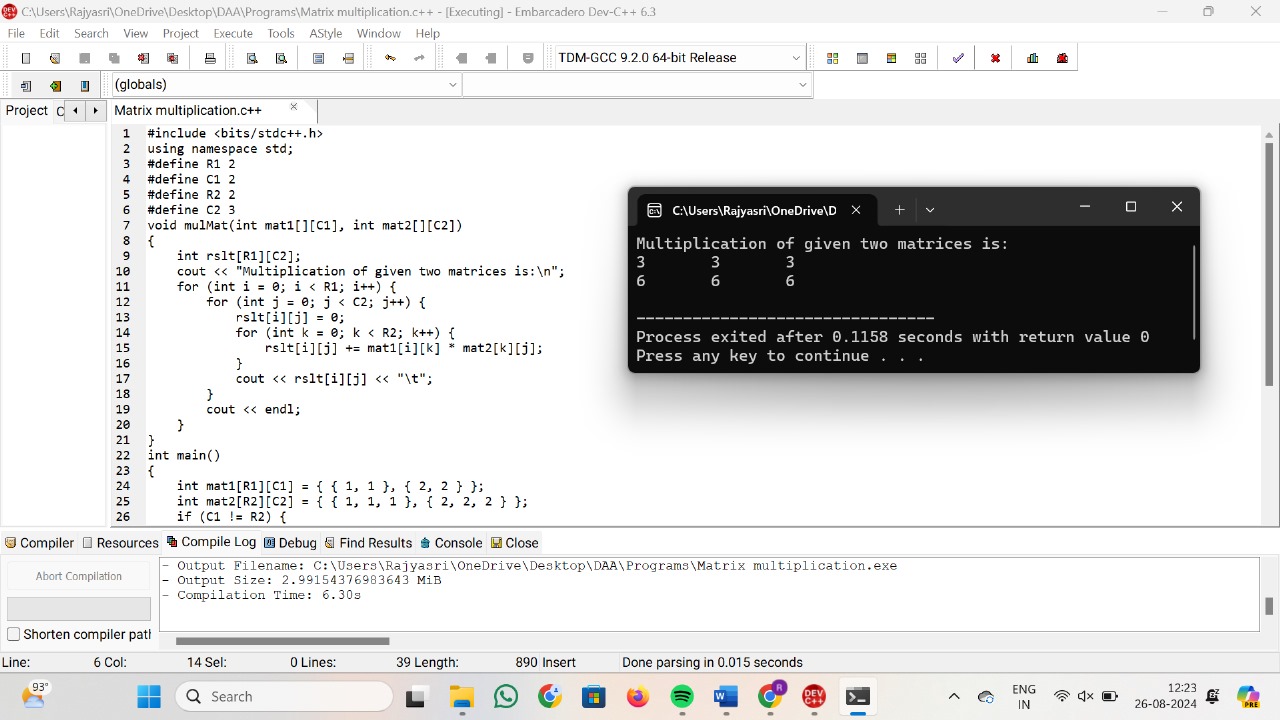 C:\Users\Rajyasri\OneDrive\Desktop\DAA\Programs\Matrix multiplication.c++ - [Executing] - Embarcadero Dev-C++ 6.3
File Edit Search View Project Execute Tools AStyle Window Help
TDM-GCC 9.2.0 64-bit Release
(globals)
Project C
Matrix multiplication.c++
1 #include <bits/stdc++.h>
2 using namespace std;
3 #define R1 2
4 #define C1 2
5 #define R2 2
6 #define C2 3
7 void mulMat(int mat1[][C1], int mat2[][C2])
8 {
9 int rslt[R1][C2];
10 cout << "Multiplication of given two matrices is:\n";
11 for (int i = 0; i < R1; i++) {
12 for (int j = 0; j < C2; j++) {
13 rslt[i][j] = 0;
14 for (int k = 0; k < R2; k++) {
15 rslt[i][j] += mat1[i][k] * mat2[k][j];
16 }
17 cout << rslt[i][j] << "\t";
18 }
19 cout << endl;
20 }
21 }
22 int main()
23 {
24 int mat1[R1][C1] = { { 1, 1 }, { 2, 2 } };
25 int mat2[R2][C2] = { { 1, 1, 1 }, { 2, 2, 2 } };
26 if (C1 != R2) {
C:\Users\Rajyasri\OneDrive\D
Multiplication of given two matrices is:
3 3 3
6 6 6
--------------------------------
Process exited after 0.1158 seconds with return value 0
Press any key to continue . . .
Compiler Resources Compile Log Debug Find Results Console Close
Abort Compilation
Shorten compiler path
- Output Filename: C:\Users\Rajyasri\OneDrive\Desktop\DAA\Programs\Matrix multiplication.exe
- Output Size: 2.99154376983643 MiB
- Compilation Time: 6.30s
Line: 6 Col: 14 Sel: 0 Lines: 39 Length: 890 Insert Done parsing in 0.015 seconds
93°
Search
ENG
IN
12:23
26-08-2024